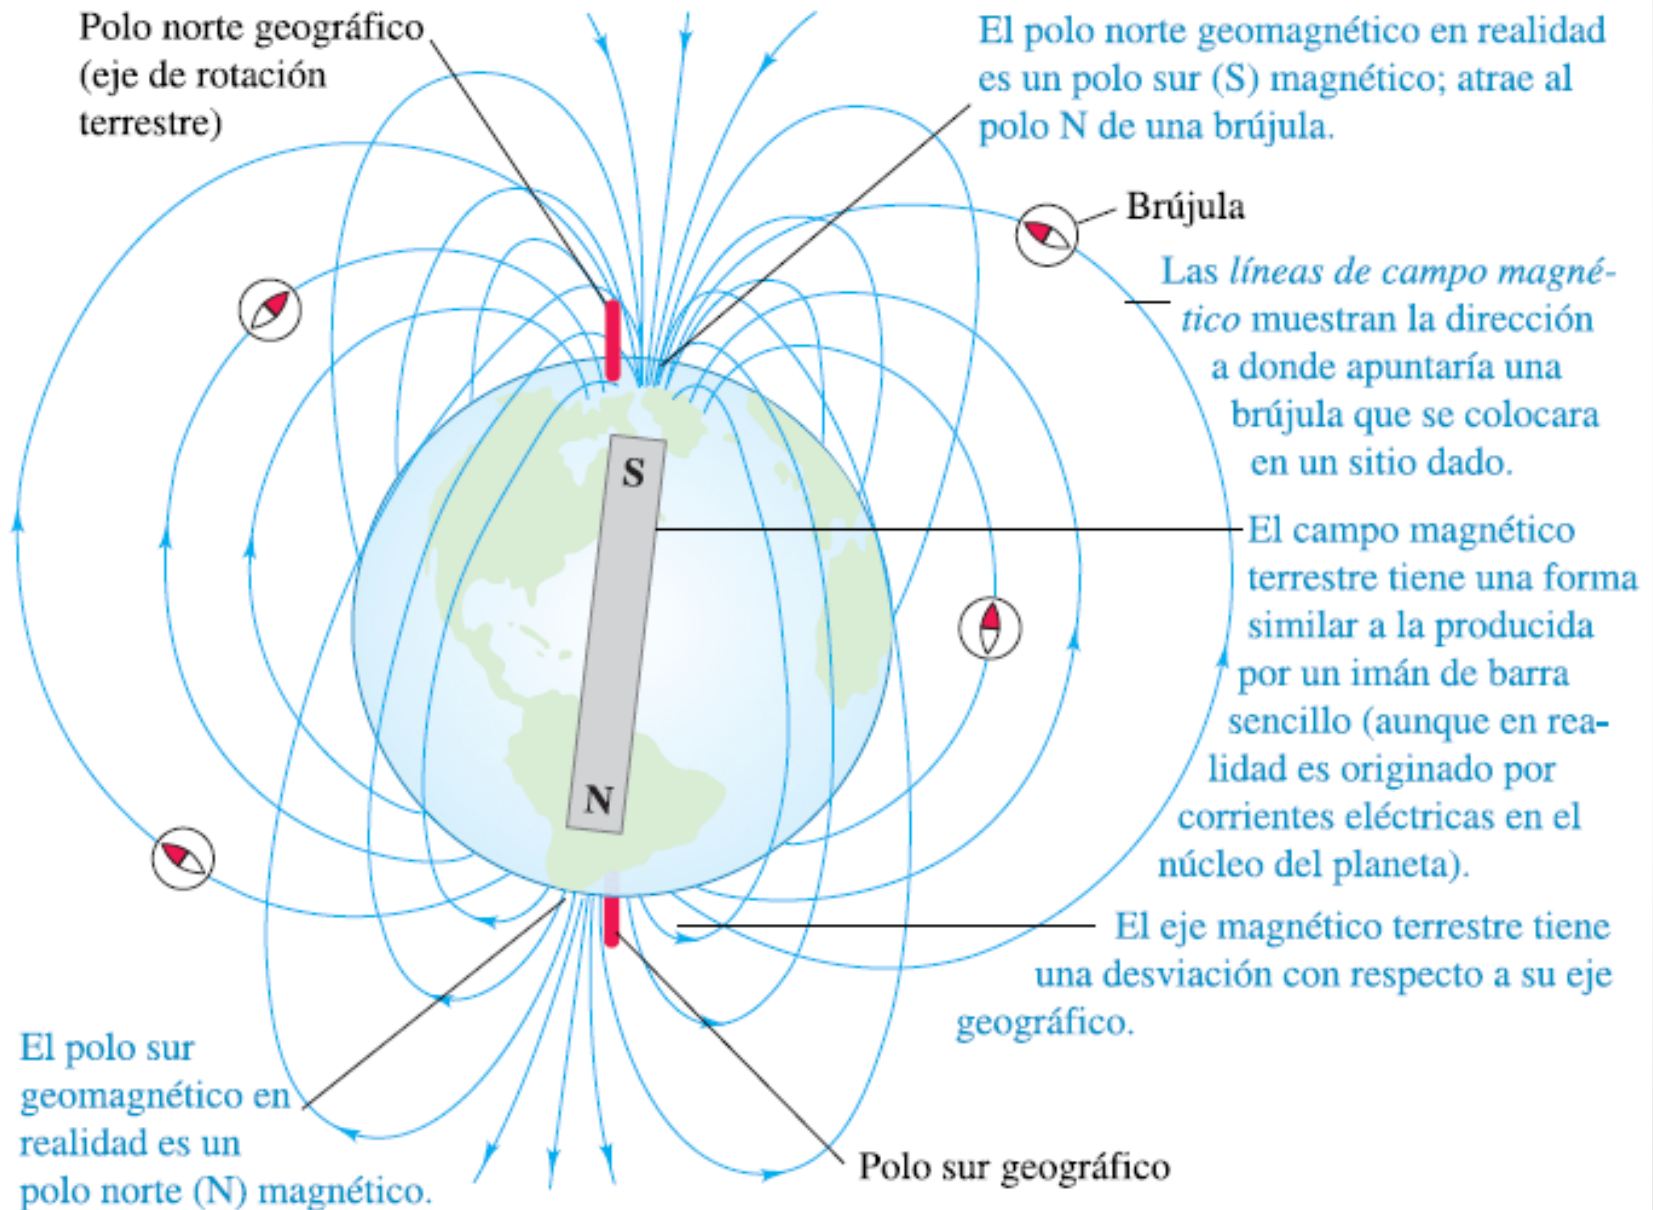 Polo norte geográfico
(eje de rotación
terrestre)
El polo norte geomagnético en realidad
es un polo sur (S) magnético; atrae al
polo N de una brújula.
Brújula
Las líneas de campo magné-
tico muestran la dirección
a donde apuntaría una
brújula que se colocara
en un sitio dado.
S
El campo magnético
terrestre tiene una forma
similar a la producida
por un imán de barra
sencillo (aunque en rea-
lidad es originado por
corrientes eléctricas en el
núcleo del planeta).
N
El eje magnético terrestre tiene
una desviación con respecto a su eje
geográfico.
El polo sur
geomagnético en
realidad es un
polo norte (N) magnético.
Polo sur geográfico